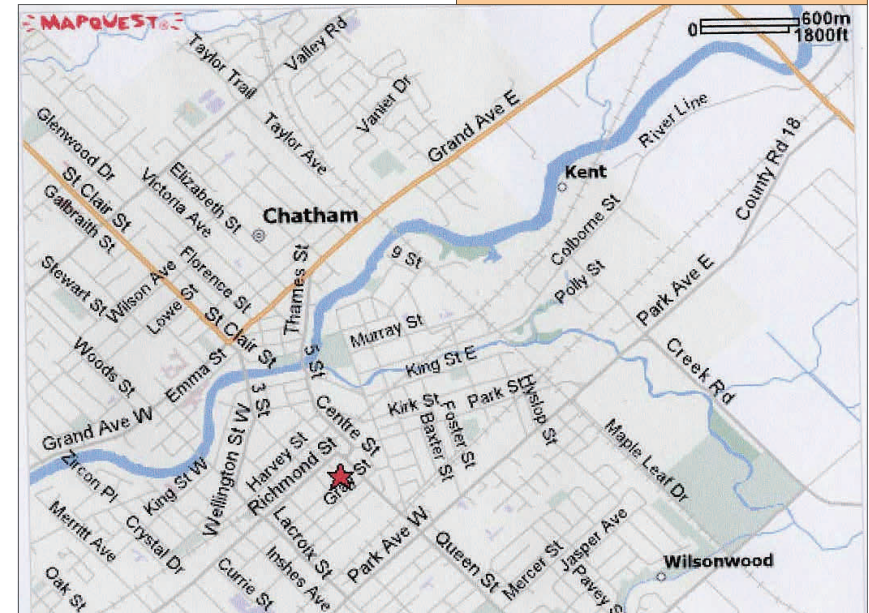 MAPQUEST
600m
0
1800ft
Taylor Trail
Valley Rd
Vanier Dr
Grand Ave E
River Line
County Rd 18
Glenwood Dr
Taylor Ave
St Clair St
Victoria Ave
Elizabeth St
Kent
Galbraith St
Chatham
Colborne St
Florence St
g St
Stewart St
Wilson Ave
Thames St
Polly St
Park Ave E
Lowe St
St Clair St
Murray St
Woods St
Emma St
5 St
King St E
Creek Rd
3 St
Kirk St
Park St
Hyslop St
Grand Ave W
Centre St
Baxter St
Foster St
Maple Leaf Dr
Zircon Pl
King St W
Wellington St W
Harvey St
Richmond St
Merritt Ave
Crystal Dr
Lacroix St
Park Ave W
Queen St
Jasper Ave
Mercer St
Wilsonwood
Oak St
Currie St
Inshes Ave
Pavey S